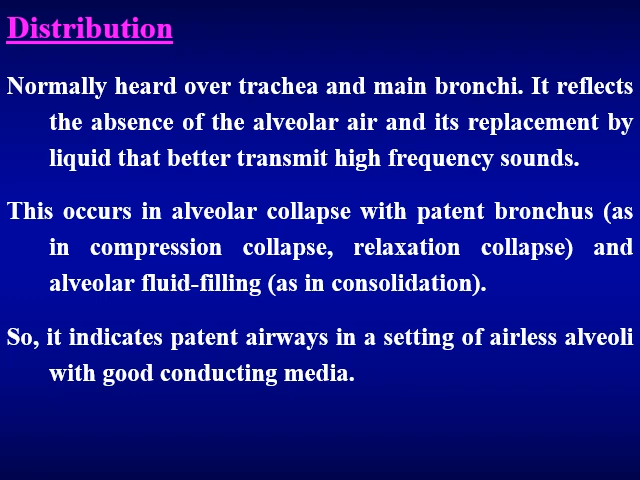 Distribution
Normally heard over trachea and main bronchi. It reflects
the absence of the alveolar air and its replacement by
liquid that better transmit high frequency sounds.
This occurs in alveolar collapse with patent bronchus (as
in compression collapse, relaxation collapse) and
alveolar fluid-filling (as in consolidation).
So, it indicates patent airways in a setting of airless alveoli
with good conducting media.